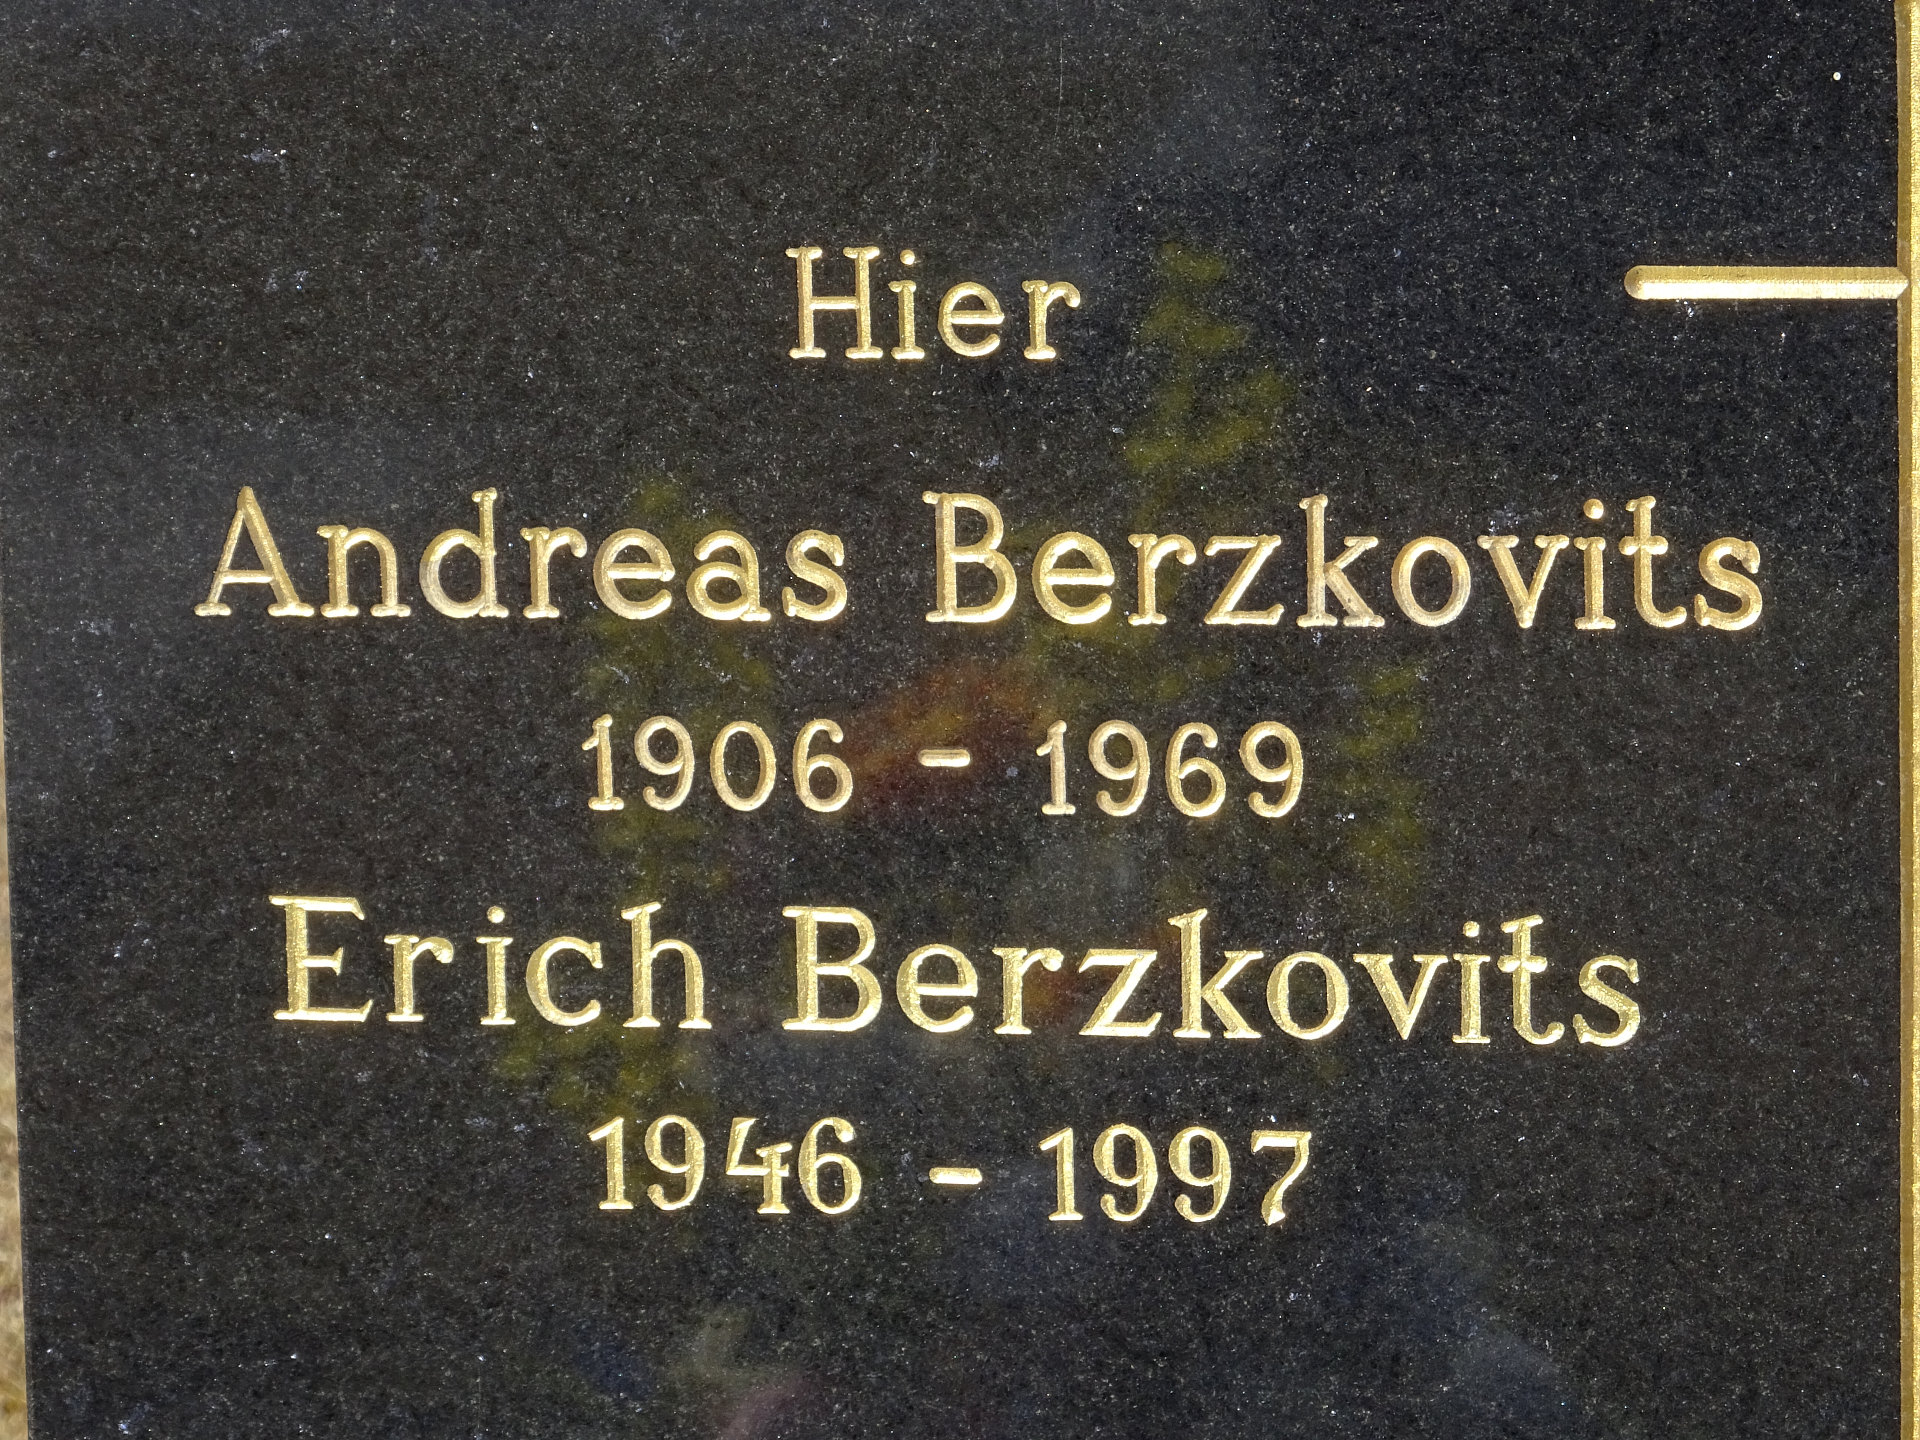 Hier
Andreas Berzkovits
1906 - 1969
Erich Berzkovits
1946 - 1997